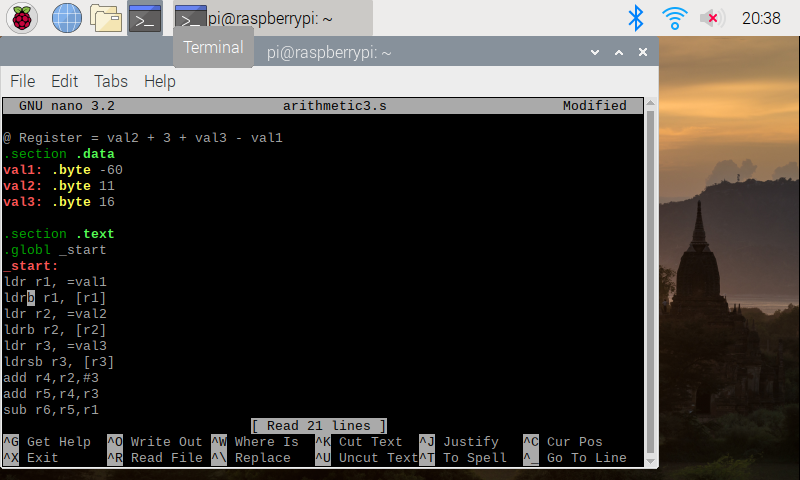 pi@raspberrypi: ~
20:38
Terminal
pi@raspberrypi: ~
File Edit Tabs Help
GNU nano 3.2 arithmetic3.s Modified
@ Register = val2 + 3 + val3 - val1
.section .data
val1: .byte -60
val2: .byte 11
val3: .byte 16
.section .text
.globl _start
_start:
ldr r1, =val1
ldrb r1, [r1]
ldr r2, =val2
ldrb r2, [r2]
ldr r3, =val3
ldrsb r3, [r3]
add r4,r2,#3
add r5,r4,r3
sub r6,r5,r1
[ Read 21 lines ]
^G Get Help ^O Write Out ^W Where Is ^K Cut Text ^J Justify ^C Cur Pos
^X Exit ^R Read File ^\ Replace ^U Uncut Text^T To Spell ^_ Go To Line